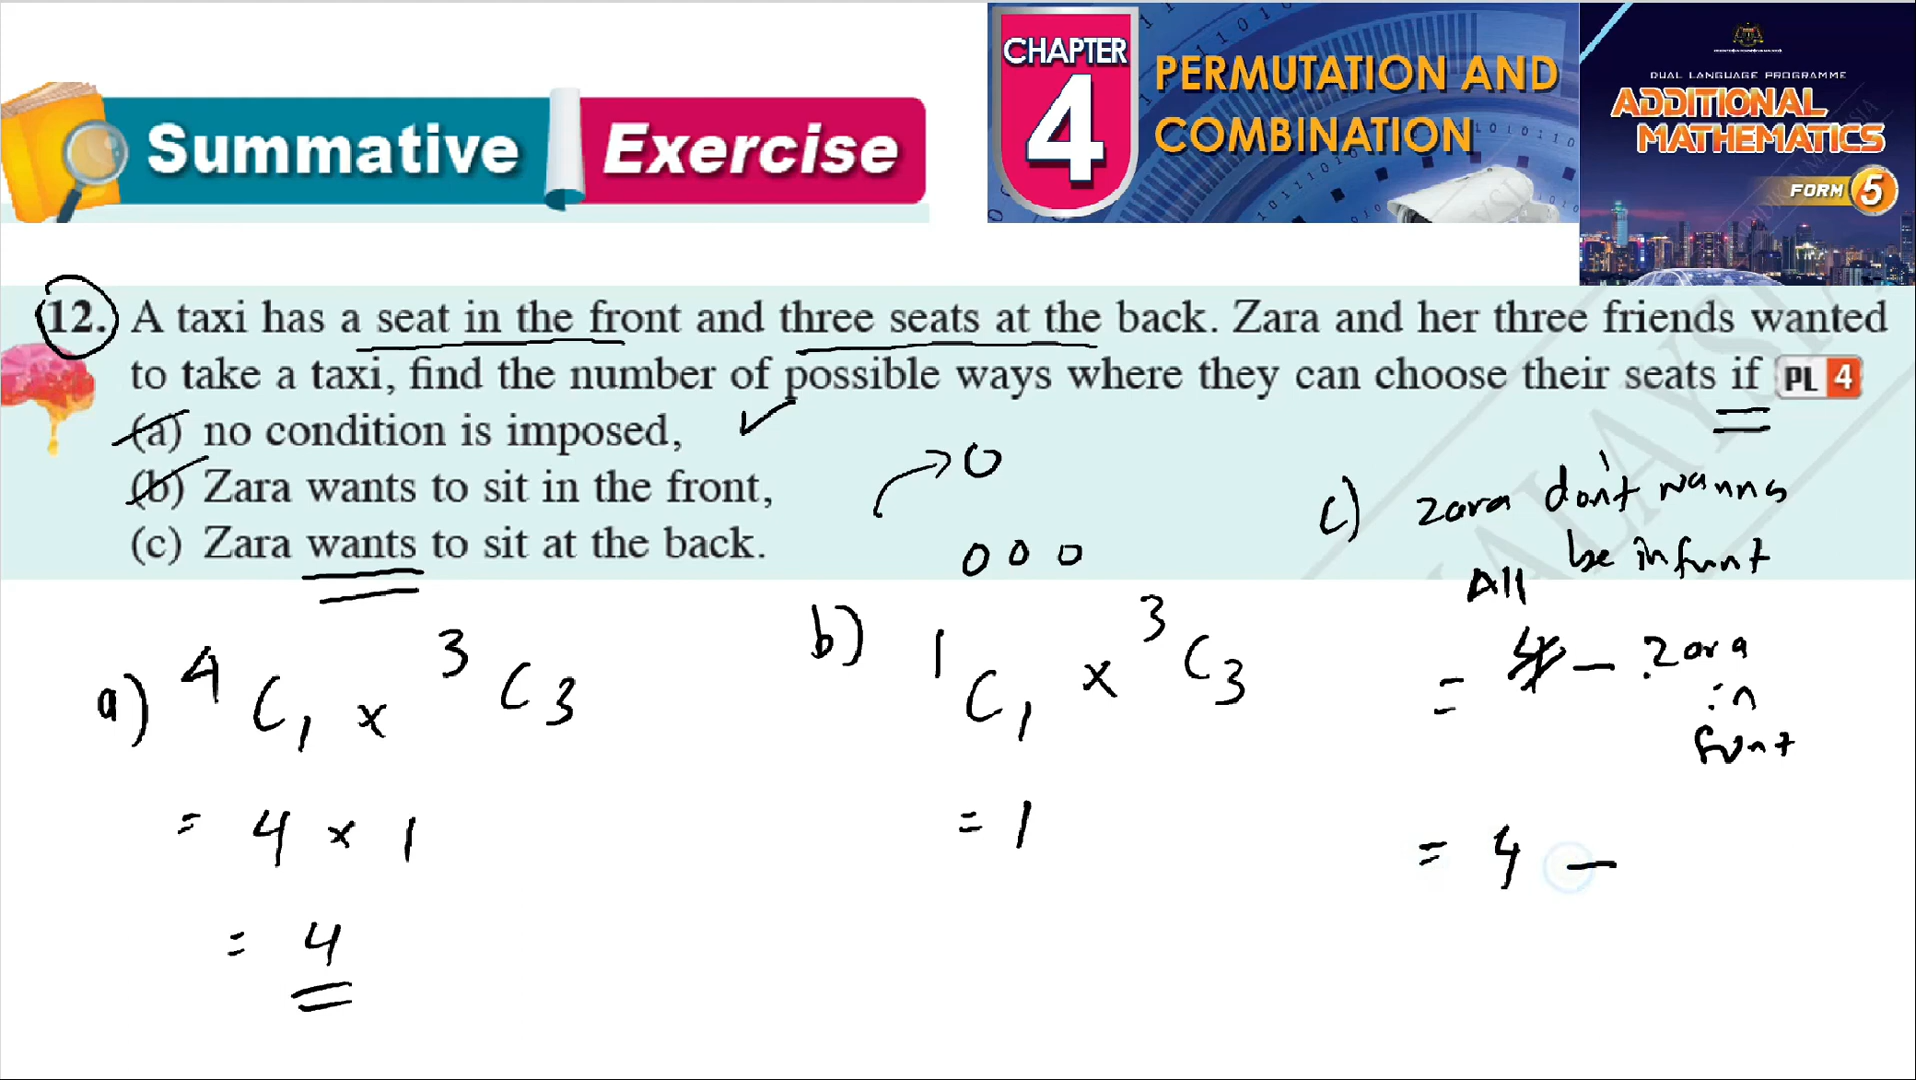 CHAPTER
4
PERMUTATION AND
COMBINATION
DUAL LANGUAGE PROGRAMME
ADDITIONAL
MATHEMATICS
FORM 5
Summative Exercise
12. A taxi has a seat in the front and three seats at the back. Zara and her three friends wanted
to take a taxi, find the number of possible ways where they can choose their seats if PL 4
(a) no condition is imposed,
(b) Zara wants to sit in the front,
(c) Zara wants to sit at the back.
O
O O O
a) ⁴C₁ × ³C₃
= 4 × 1
= 4
b) ¹C₁ × ³C₃
= 1
c) Zara don't wanna
be in front
All
= – Zara
in
front
= 4 –